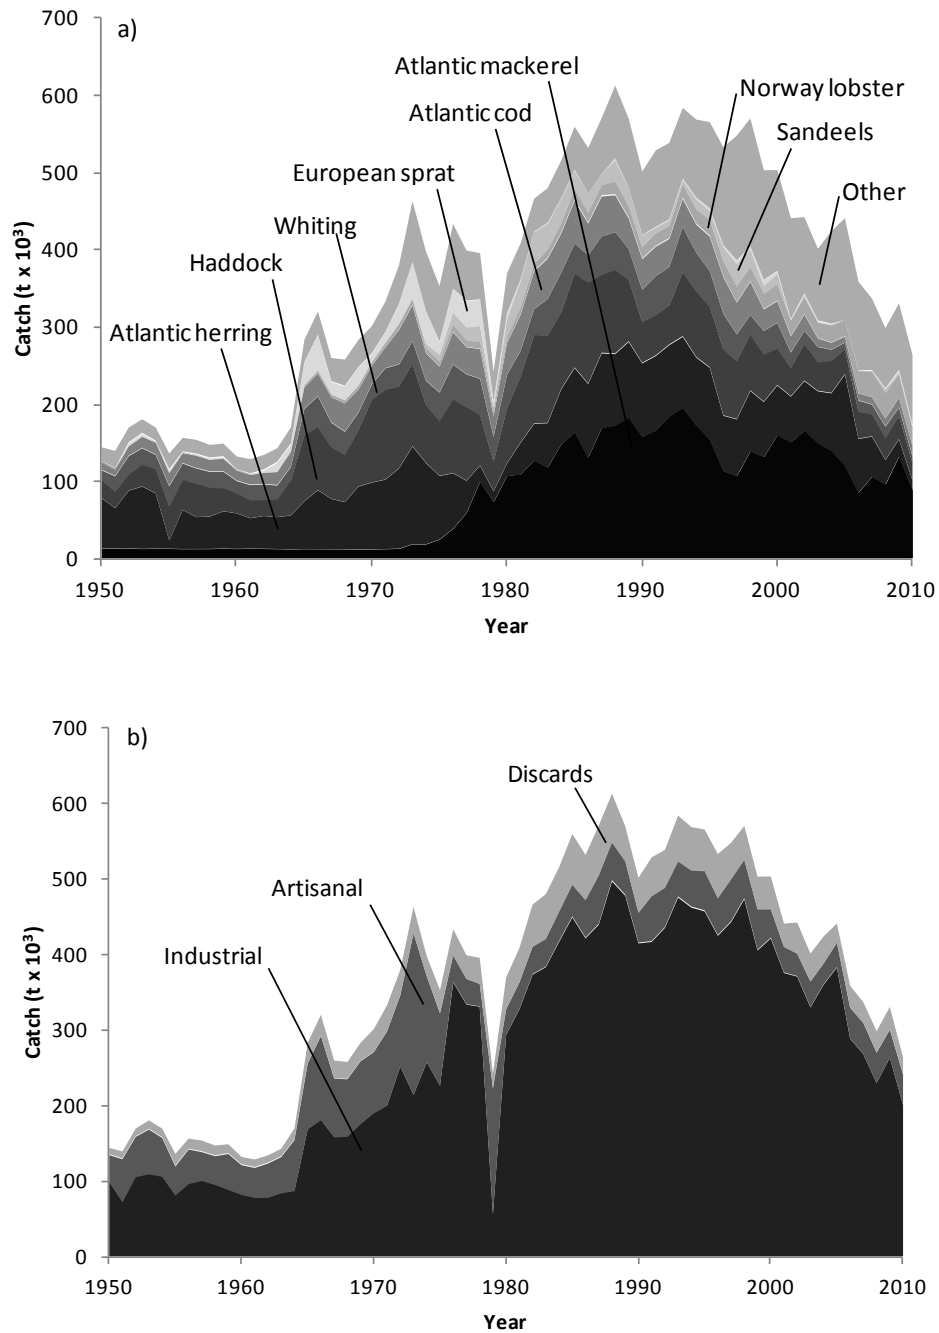 700
a)
600
500
400
300
200
100
0
Catch (t x 10³)
Atlantic mackerel
Atlantic cod
European sprat
Whiting
Haddock
Atlantic herring
Norway lobster
Sandeels
Other
1950 1960 1970 1980 1990 2000 2010
Year
700
b)
600
500
400
300
200
100
0
Catch (t x 10³)
Discards
Artisanal
Industrial
1950 1960 1970 1980 1990 2000 2010
Year